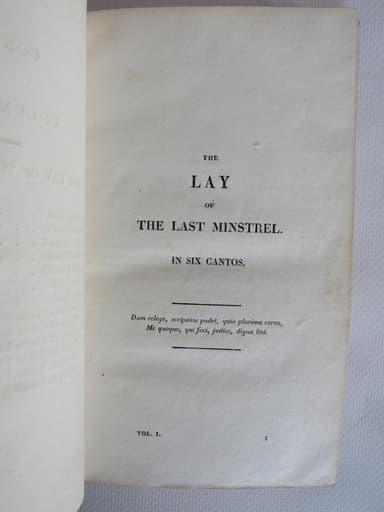 THE
LAY
OF
THE LAST MINSTREL.
IN SIX CANTOS.
Dum relego, scripsisse pudet, quia plurima cerno,
Me quoque, qui feci, judice, digna lini.
VOL. I.
1